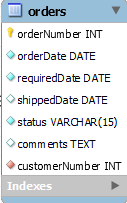 orders
orderNumber INT
orderDate DATE
requiredDate DATE
shippedDate DATE
status VARCHAR(15)
comments TEXT
customerNumber INT
Indexes